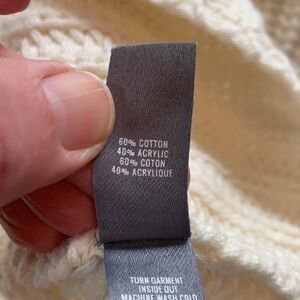 60% COTTON
40% ACRYLIC
60% COTON
40% ACRYLIQUE
TURN GARMENT
INSIDE OUT
MACHINE WASH COLD